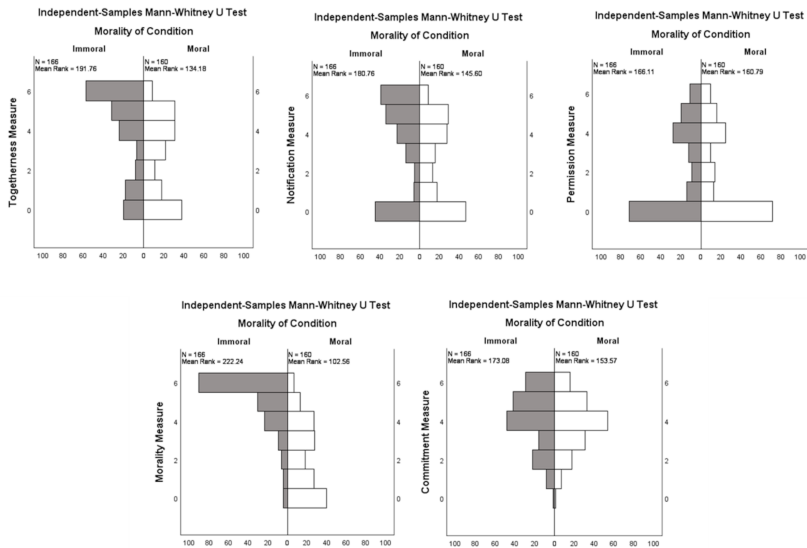 Independent-Samples Mann-Whitney U Test
Morality of Condition
Immoral Moral
N = 166 N = 160
Mean Rank = 191.76 Mean Rank = 134.18
Togetherness Measure
6 6
4 4
2 2
0 0
100 80 60 40 20 0 20 40 60 80 100
Independent-Samples Mann-Whitney U Test
Morality of Condition
Immoral Moral
N = 166 N = 160
Mean Rank = 180.76 Mean Rank = 145.60
Notification Measure
6 6
4 4
2 2
0 0
100 80 60 40 20 0 20 40 60 80 100
Independent-Samples Mann-Whitney U Test
Morality of Condition
Immoral Moral
N = 166 N = 160
Mean Rank = 166.11 Mean Rank = 160.79
Permission Measure
6 6
4 4
2 2
0 0
100 80 60 40 20 0 20 40 60 80 100
Independent-Samples Mann-Whitney U Test
Morality of Condition
Immoral Moral
N = 166 N = 160
Mean Rank = 222.24 Mean Rank = 102.56
Morality Measure
6 6
4 4
2 2
0 0
100 80 60 40 20 0 20 40 60 80 100
Independent-Samples Mann-Whitney U Test
Morality of Condition
Immoral Moral
N = 166 N = 160
Mean Rank = 173.08 Mean Rank = 153.57
Commitment Measure
6 6
4 4
2 2
0 0
100 80 60 40 20 0 20 40 60 80 100